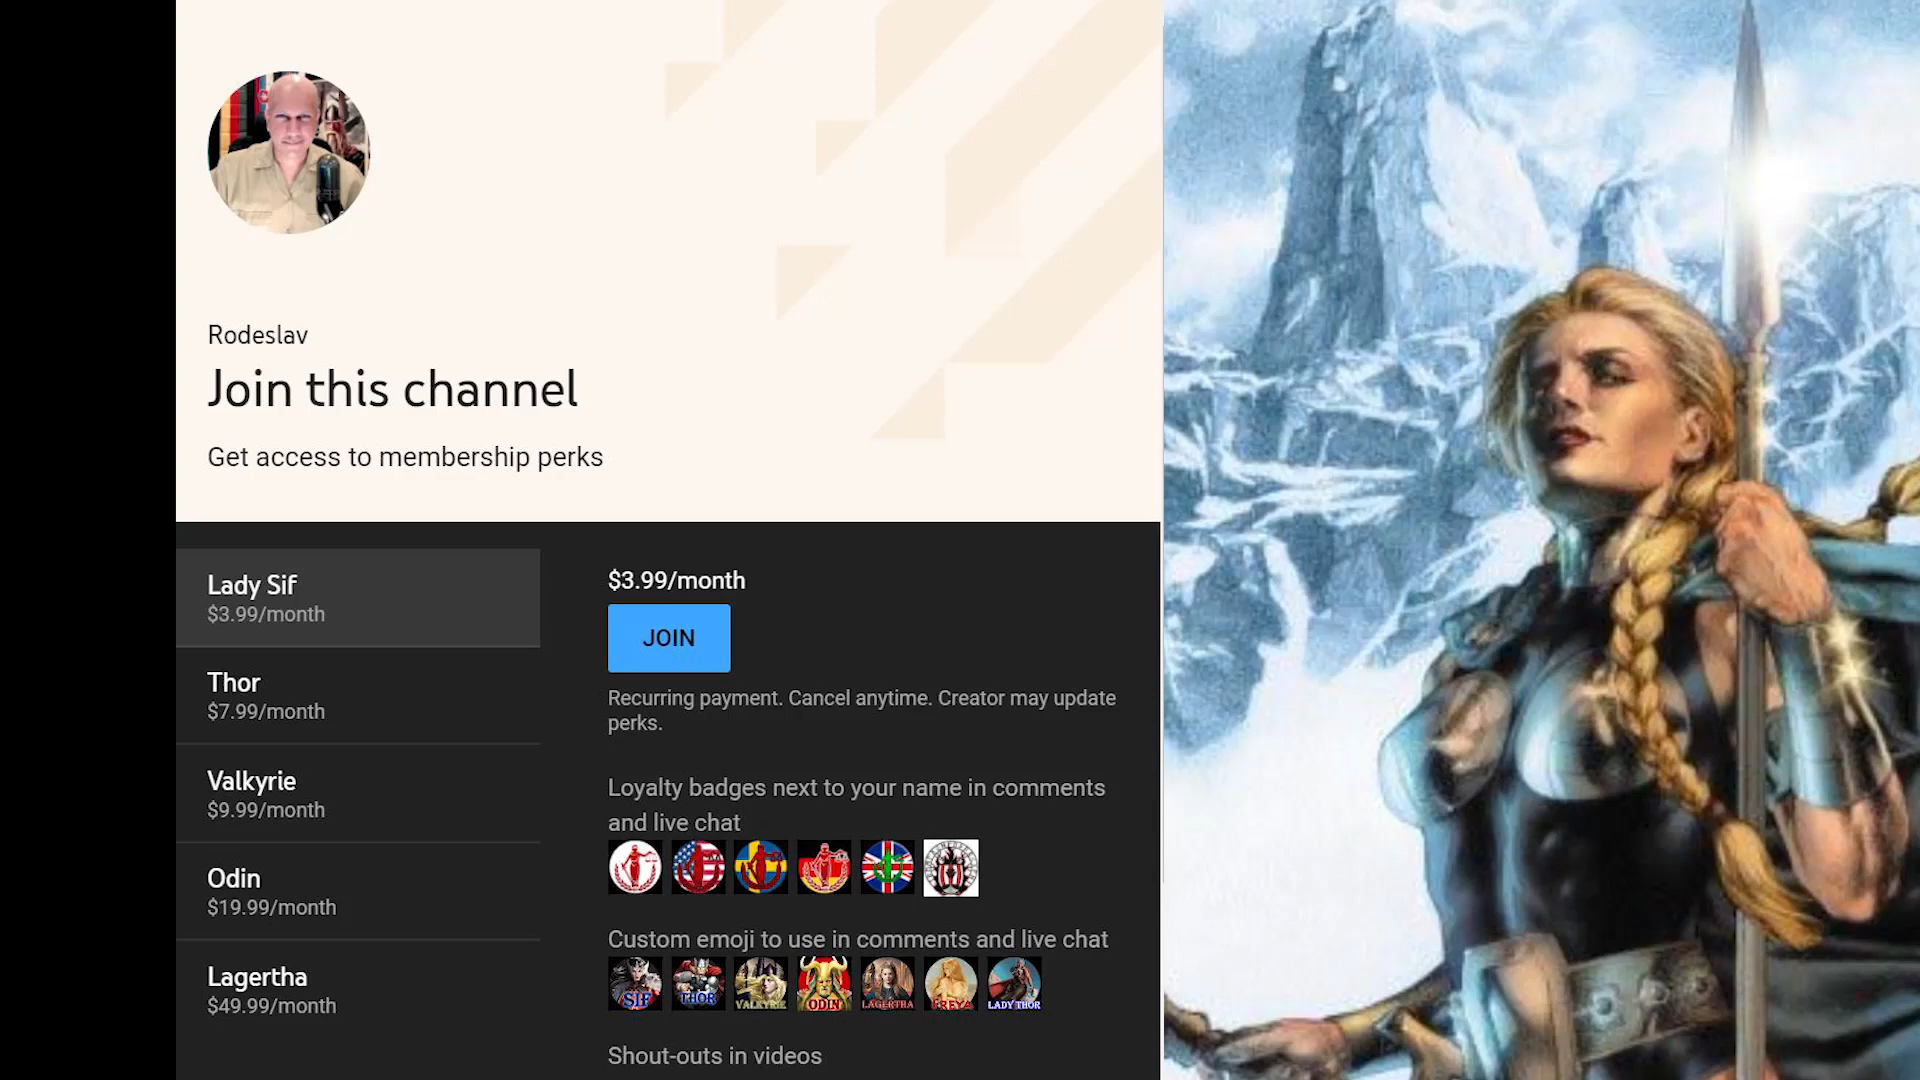 Rodeslav
Join this channel
Get access to membership perks
Lady Sif
$3.99/month
Thor
$7.99/month
Valkyrie
$9.99/month
Odin
$19.99/month
Lagertha
$49.99/month
$3.99/month
JOIN
Recurring payment. Cancel anytime. Creator may update
perks.
Loyalty badges next to your name in comments
and live chat
Custom emoji to use in comments and live chat
SIF
THOR
VALKYRIE
ODIN
LAGERTHA
FREYA
LADY THOR
Shout-outs in videos